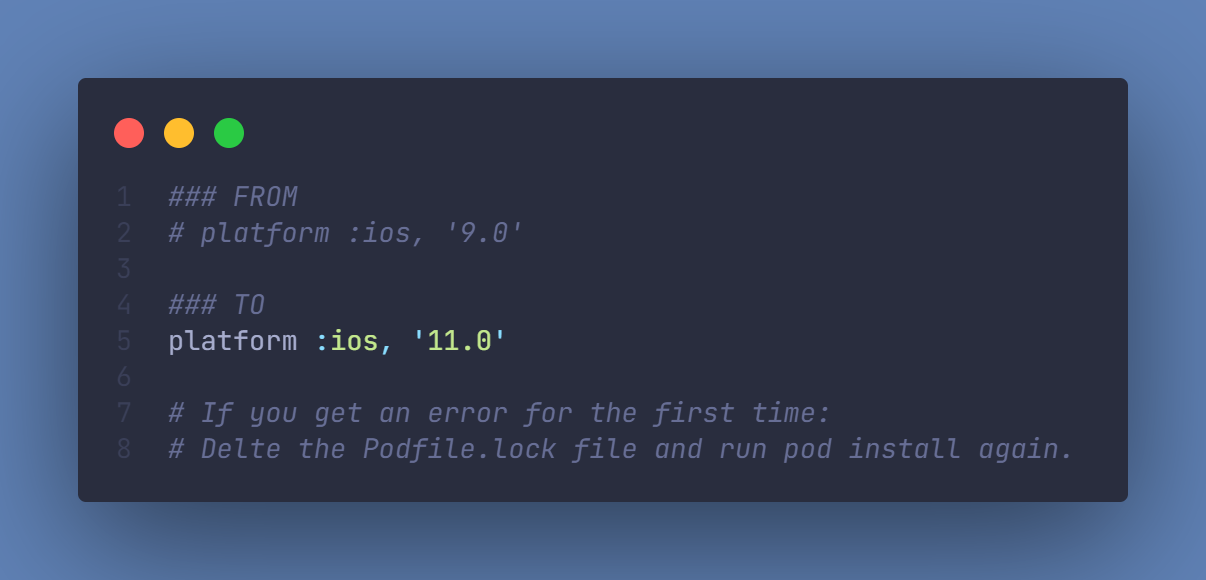 1 ### FROM
2 # platform :ios, '9.0'
3
4 ### TO
5 platform :ios, '11.0'
6
7 # If you get an error for the first time:
8 # Delte the Podfile.lock file and run pod install again.